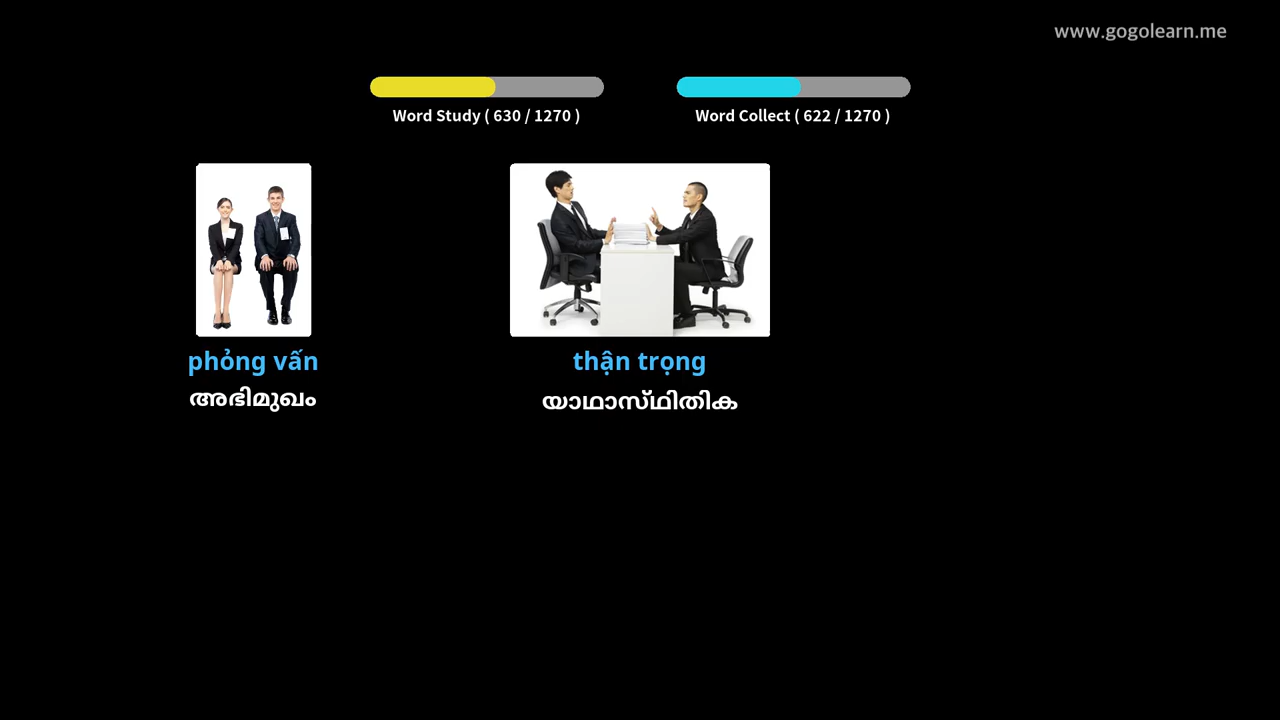 www.gogolearn.me
Word Study ( 630 / 1270 )
Word Collect ( 622 / 1270 )
phỏng vấn
അഭിമുഖം
thận trọng
യാഥാസ്ഥിതിക